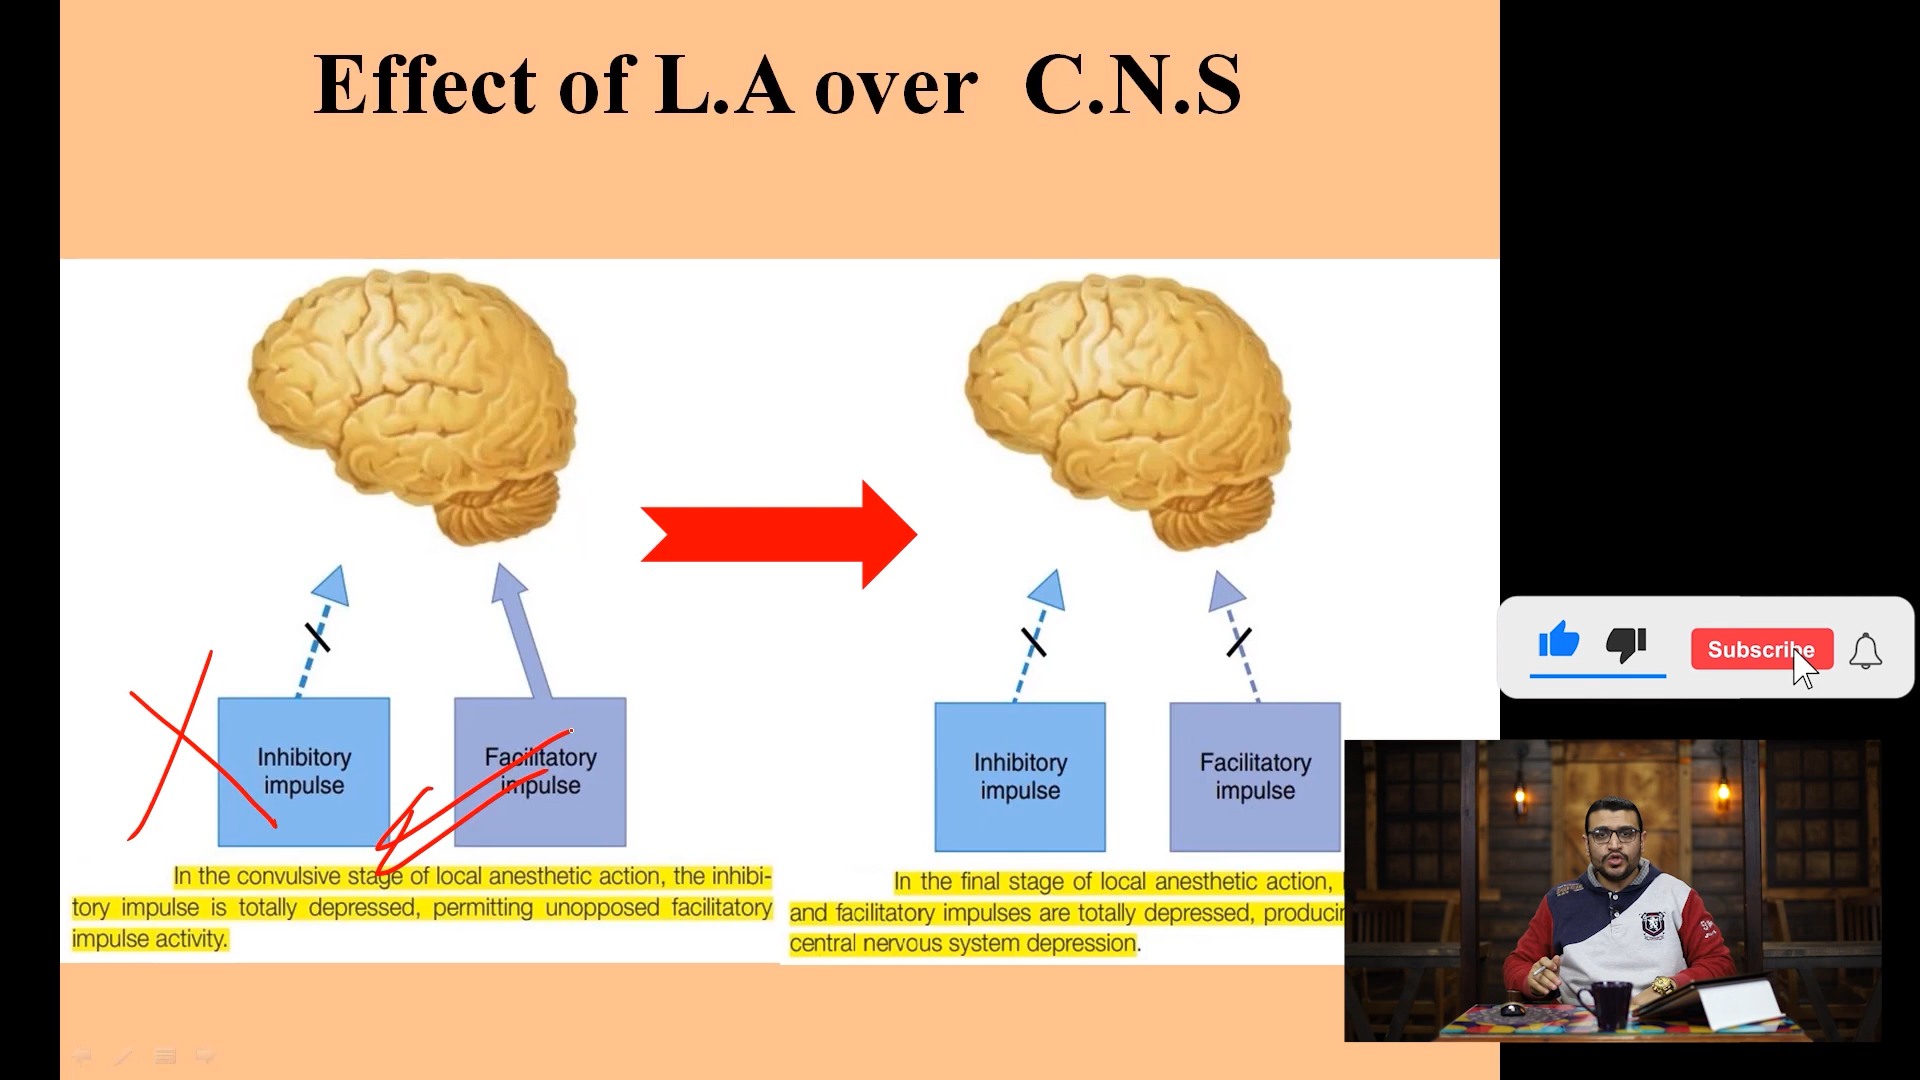 Effect of L.A over C.N.S
Inhibitory
impulse
Facilitatory
impulse
In the convulsive stage of local anesthetic action, the inhibi-
tory impulse is totally depressed, permitting unopposed facilitatory
impulse activity.
Inhibitory
impulse
Facilitatory
impulse
In the final stage of local anesthetic action,
and facilitatory impulses are totally depressed,
central nervous system depression.
Subscribe